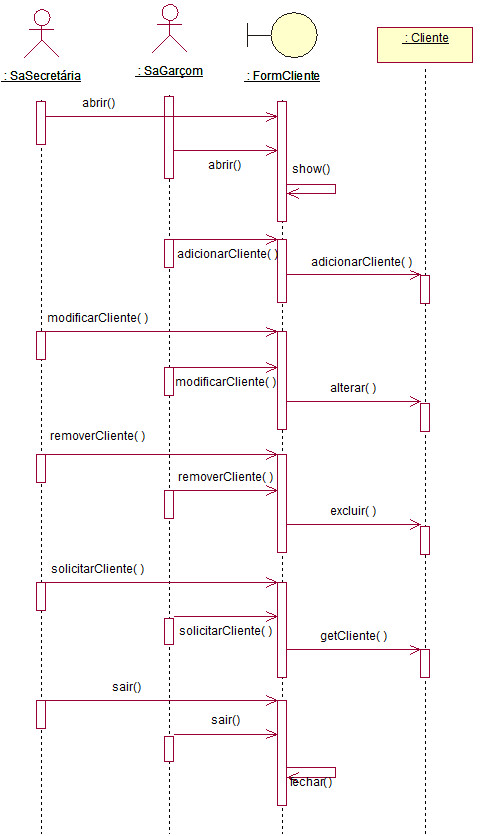 : SaSecretária
: SaGarçom
: FormCliente
: Cliente
abrir()
abrir()
show()
adicionarCliente( )
adicionarCliente( )
modificarCliente( )
modificarCliente( )
alterar( )
removerCliente( )
removerCliente( )
excluir( )
solicitarCliente( )
solicitarCliente( )
getCliente( )
sair()
sair()
fechar()